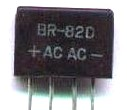 BR-82D
+ AC AC -